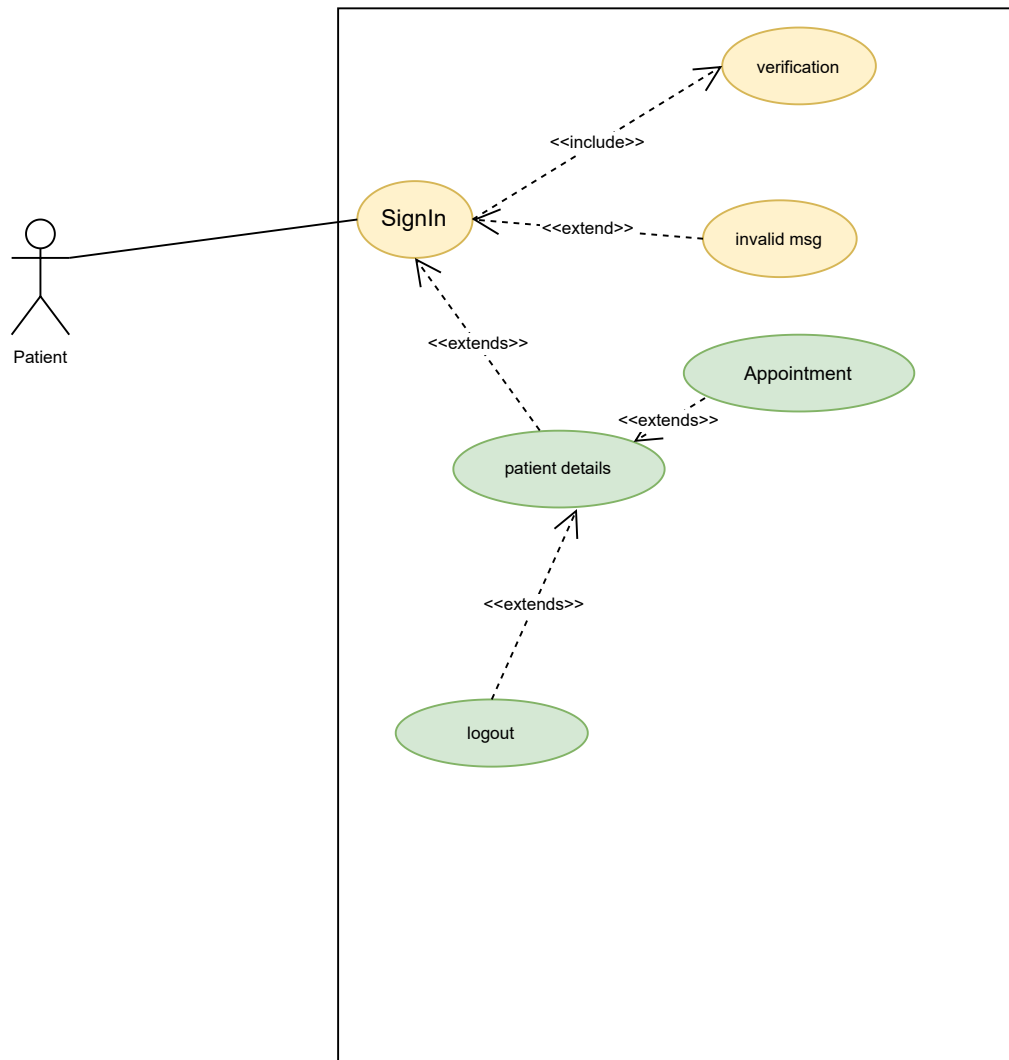 verification
<<include>>
SignIn
<<extend>>
invalid msg
<<extends>>
Patient
Appointment
<<extends>>
patient details
<<extends>>
logout